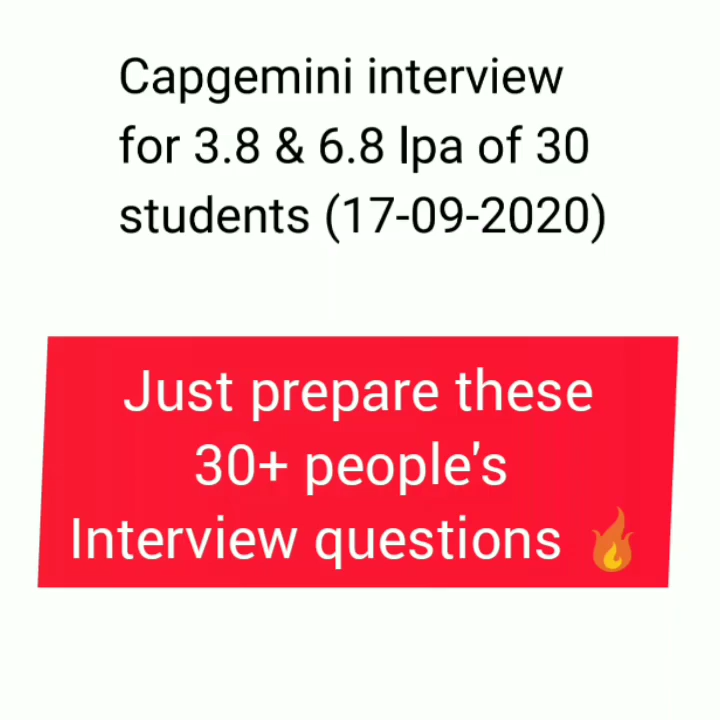 Capgemini interview
for 3.8 & 6.8 lpa of 30
students (17-09-2020)
Just prepare these
30+ people's
Interview questions 🔥